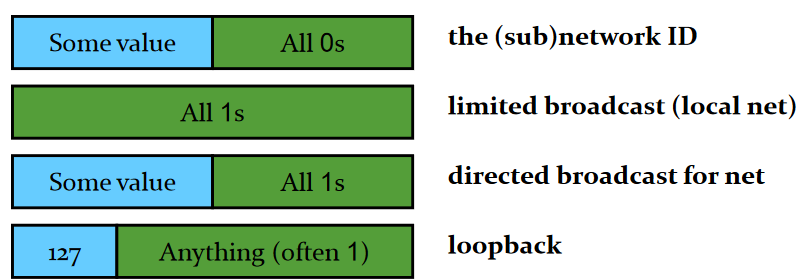 Some value All 0s the (sub)network ID
All 1s limited broadcast (local net)
Some value All 1s directed broadcast for net
127 Anything (often 1) loopback